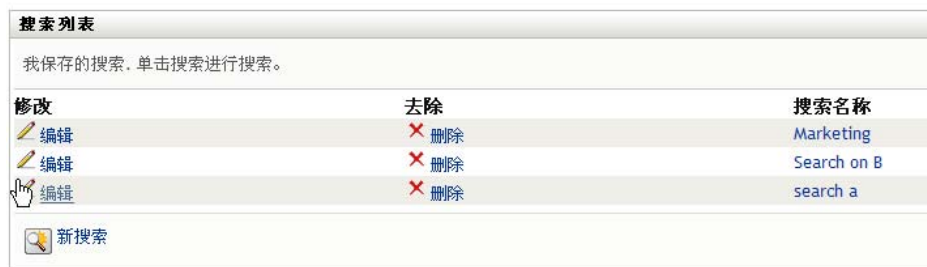 搜索列表
我保存的搜索. 单击搜索进行搜索。
修改 去除 搜索名称
编辑 删除 Marketing
编辑 删除 Search on B
编辑 删除 search a
新搜索